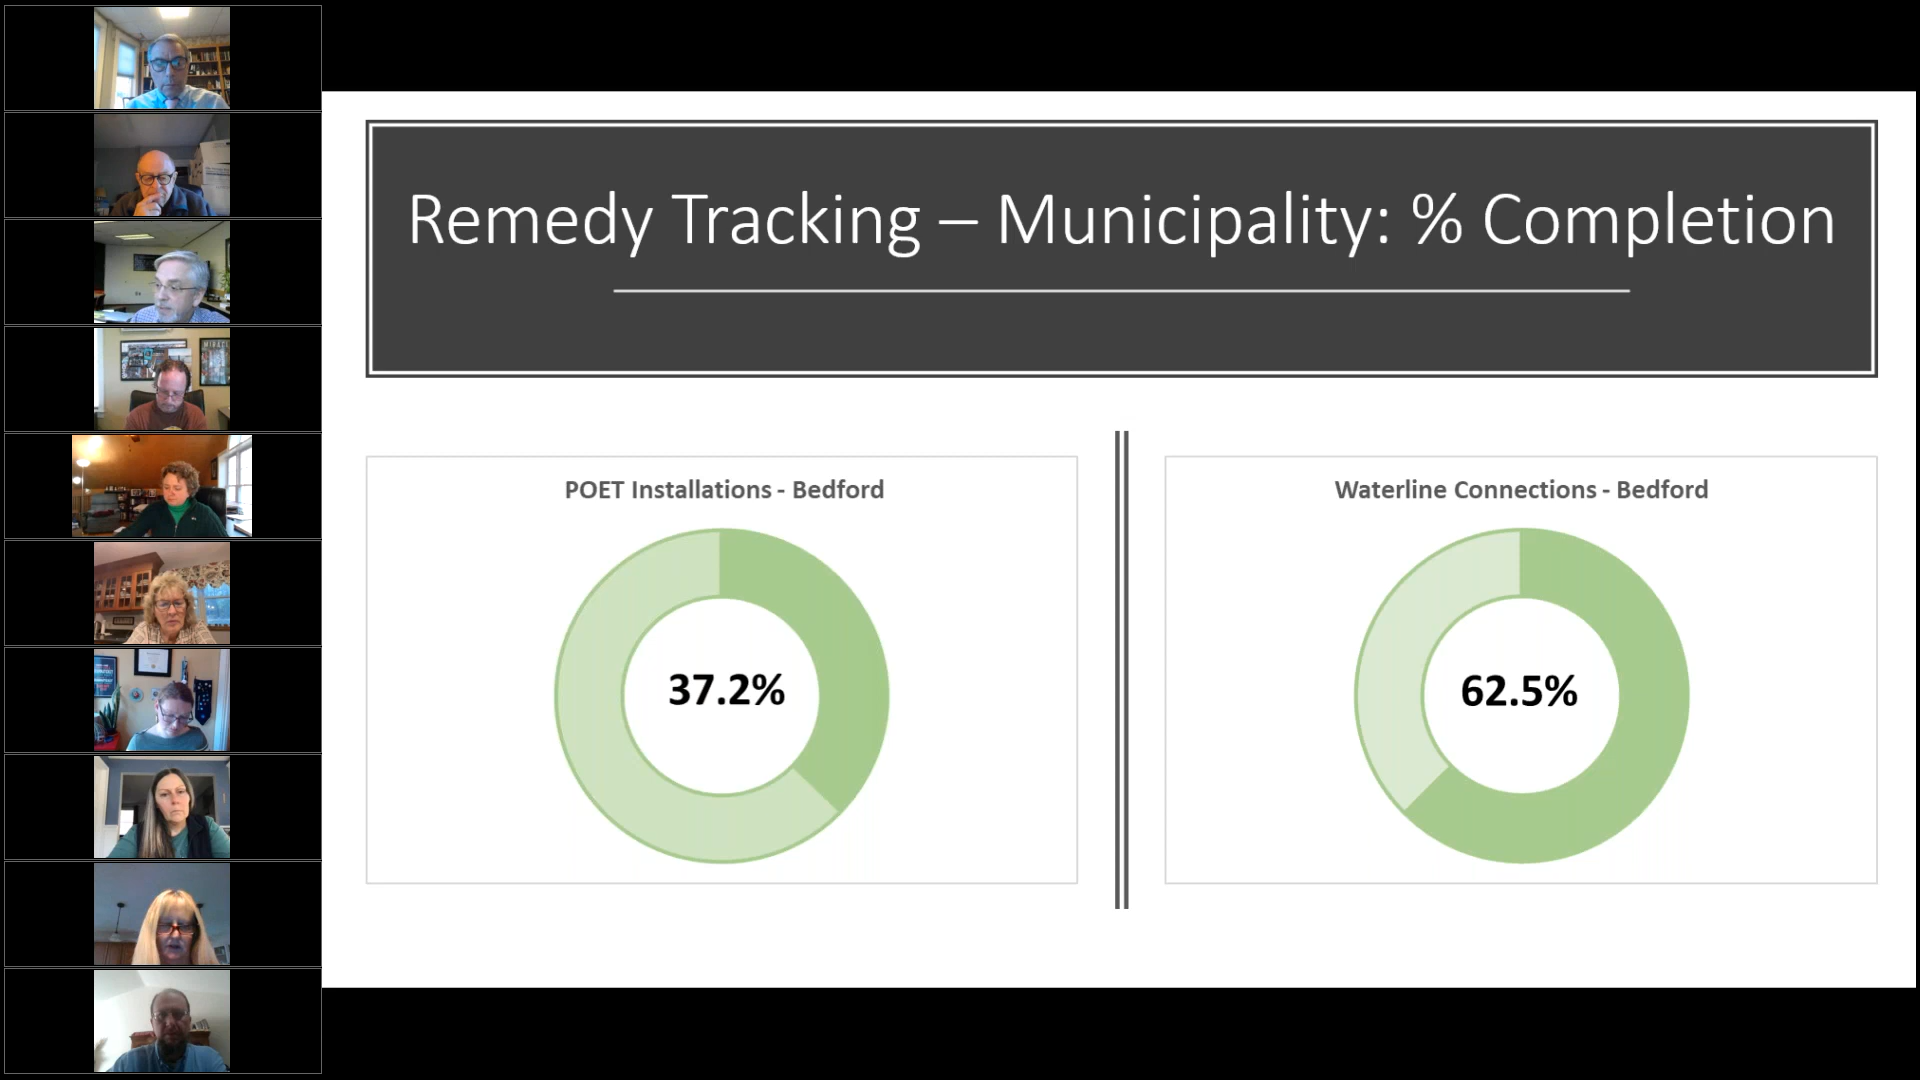 Remedy Tracking – Municipality: % Completion
POET Installations - Bedford
37.2%
Waterline Connections - Bedford
62.5%